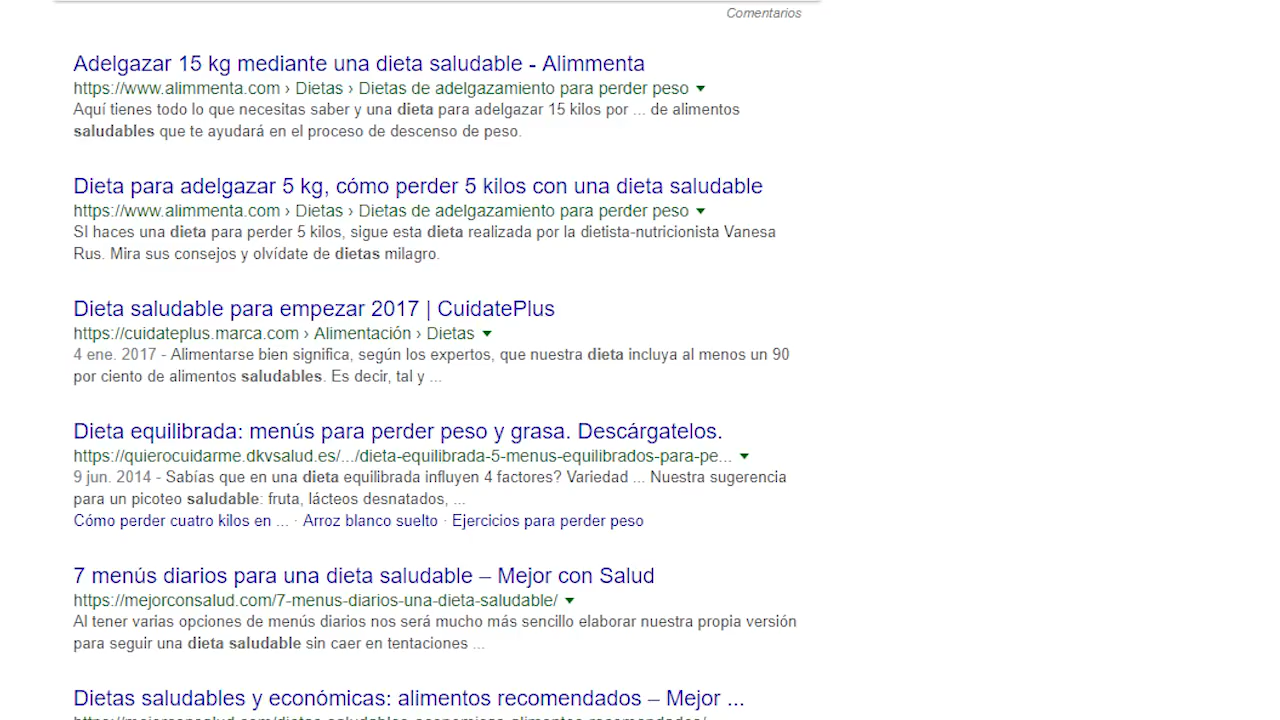 Comentarios
Adelgazar 15 kg mediante una dieta saludable - Alimmenta
https://www.alimmenta.com › Dietas › Dietas de adelgazamiento para perder peso
Aquí tienes todo lo que necesitas saber y una dieta para adelgazar 15 kilos por ... de alimentos
saludables que te ayudará en el proceso de descenso de peso.
Dieta para adelgazar 5 kg, cómo perder 5 kilos con una dieta saludable
https://www.alimmenta.com › Dietas › Dietas de adelgazamiento para perder peso
SI haces una dieta para perder 5 kilos, sigue esta dieta realizada por la dietista-nutricionista Vanesa
Rus. Mira sus consejos y olvídate de dietas milagro.
Dieta saludable para empezar 2017 | CuidatePlus
https://cuidateplus.marca.com › Alimentación › Dietas
4 ene. 2017 - Alimentarse bien significa, según los expertos, que nuestra dieta incluya al menos un 90
por ciento de alimentos saludables. Es decir, tal y ...
Dieta equilibrada: menús para perder peso y grasa. Descárgatelos.
https://quierocuidarme.dkvsalud.es/.../dieta-equilibrada-5-menus-equilibrados-para-pe...
9 jun. 2014 - Sabías que en una dieta equilibrada influyen 4 factores? Variedad ... Nuestra sugerencia
para un picoteo saludable: fruta, lácteos desnatados, ...
Cómo perder cuatro kilos en ... · Arroz blanco suelto · Ejercicios para perder peso
7 menús diarios para una dieta saludable – Mejor con Salud
https://mejorconsalud.com/7-menus-diarios-una-dieta-saludable/
Al tener varias opciones de menús diarios nos será mucho más sencillo elaborar nuestra propia versión
para seguir una dieta saludable sin caer en tentaciones ...
Dietas saludables y económicas: alimentos recomendados – Mejor ...